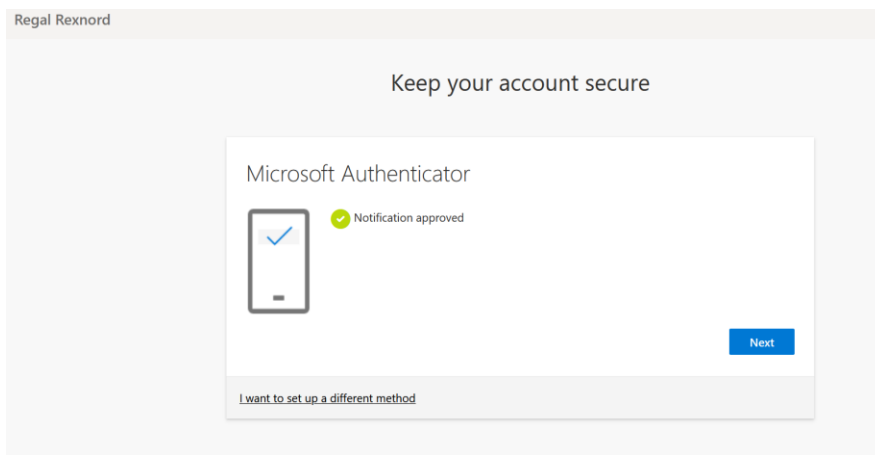 Regal Rexnord
Keep your account secure
Microsoft Authenticator
Notification approved
Next
I want to set up a different method